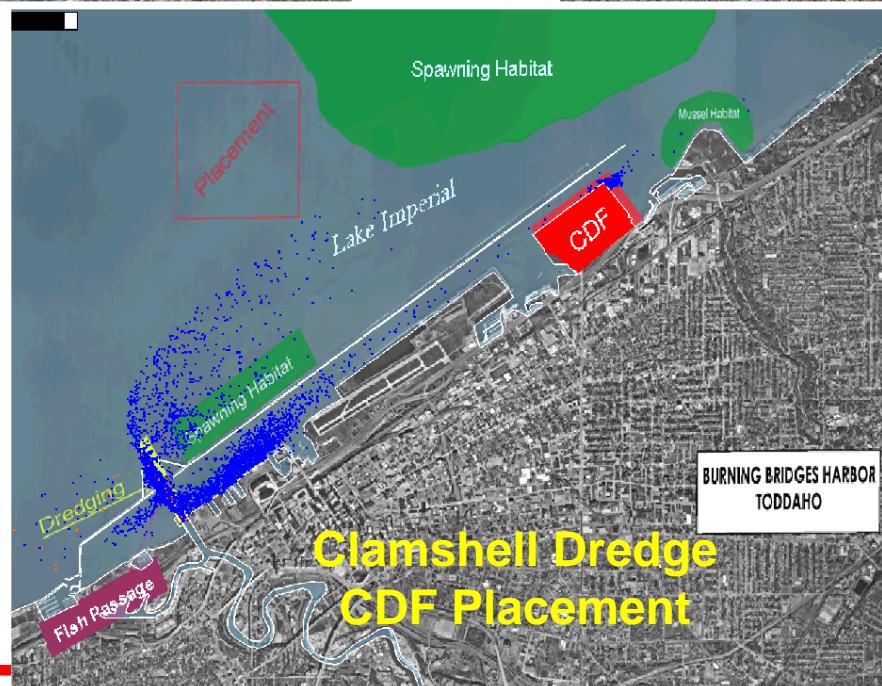 Spawning Habitat
Placement
Mussel Habitat
Lake Imperial
CDF
Spawning Habitat
Dredging
BURNING BRIDGES HARBOR
TODDAHO
Clamshell Dredge
CDF Placement
Fish Passage